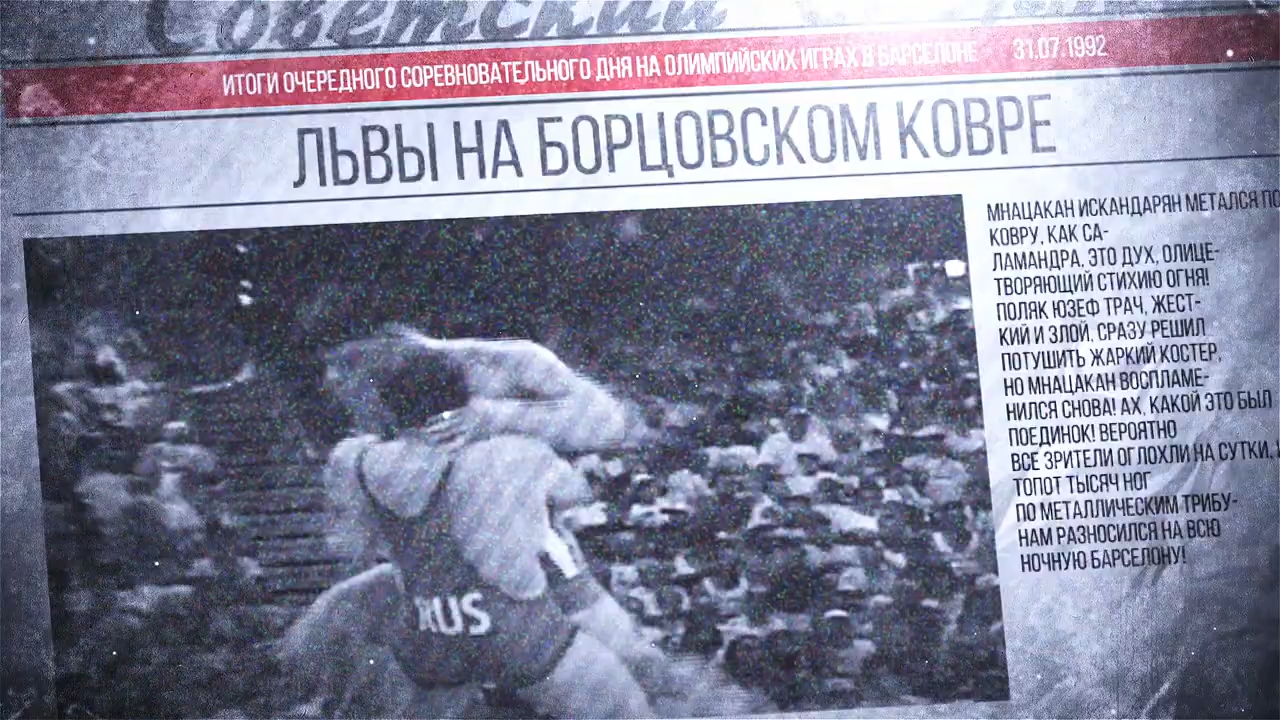 Советский
ИТОГИ ОЧЕРЕДНОГО СОРЕВНОВАТЕЛЬНОГО ДНЯ НА ОЛИМПИЙСКИХ ИГРАХ В БАРСЕЛОНЕ 31.07.1992
ЛЬВЫ НА БОРЦОВСКОМ КОВРЕ
МНАЦАКАН ИСКАНДАРЯН МЕТАЛСЯ ПО
КОВРУ, КАК СА-
ЛАМАНДРА. ЭТО ДУХ, ОЛИЦЕ-
ТВОРЯЮЩИЙ СТИХИЮ ОГНЯ!
ПОЛЯК ЮЗЕФ ТРАЧ, ЖЕСТ-
КИЙ И ЗЛОЙ, СРАЗУ РЕШИЛ
ПОТУШИТЬ ЖАРКИЙ КОСТЕР,
НО МНАЦАКАН ВОСПЛАМЕ-
НИЛСЯ СНОВА! АХ, КАКОЙ ЭТО БЫЛ
ПОЕДИНОК! ВЕРОЯТНО
ВСЕ ЗРИТЕЛИ ОГЛОХЛИ НА СУТКИ,
ТОПОТ ТЫСЯЧ НОГ
ПО МЕТАЛЛИЧЕСКИМ ТРИБУ-
НАМ РАЗНОСИЛСЯ НА ВСЮ
НОЧНУЮ БАРСЕЛОНУ!
RUS